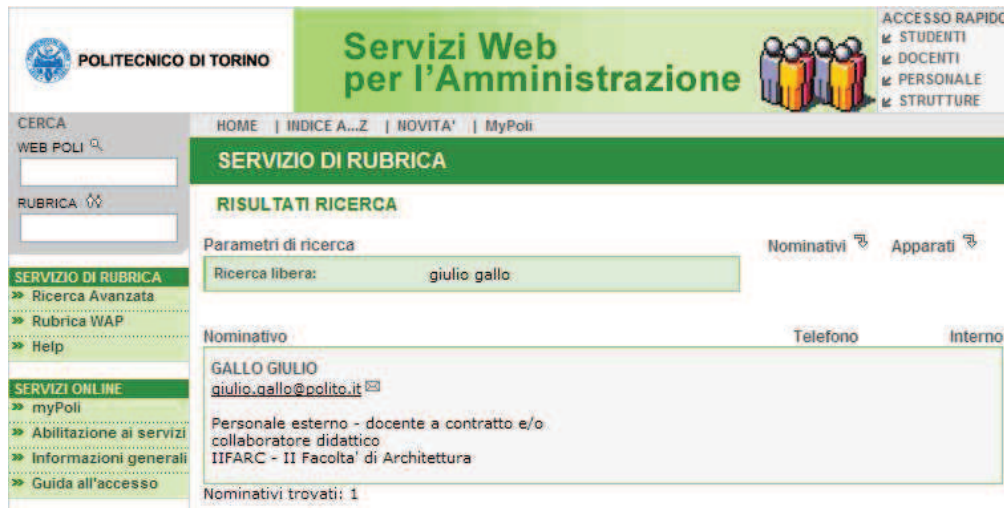 POLITECNICO DI TORINO
Servizi Web
per l'Amministrazione
ACCESSO RAPIDO
STUDENTI
DOCENTI
PERSONALE
STRUTTURE
CERCA
WEB POLI
RUBRICA
HOME | INDICE A...Z | NOVITA' | MyPoli
SERVIZIO DI RUBRICA
RISULTATI RICERCA
Parametri di ricerca
Nominativi Apparati
Ricerca libera: giulio gallo
SERVIZIO DI RUBRICA
» Ricerca Avanzata
» Rubrica WAP
» Help
SERVIZI ONLINE
» myPoli
» Abilitazione ai servizi
» Informazioni generali
» Guida all'accesso
Nominativo Telefono Interno
GALLO GIULIO
giulio.gallo@polito.it
Personale esterno - docente a contratto e/o
collaboratore didattico
IIFARC - II Facolta' di Architettura
Nominativi trovati: 1